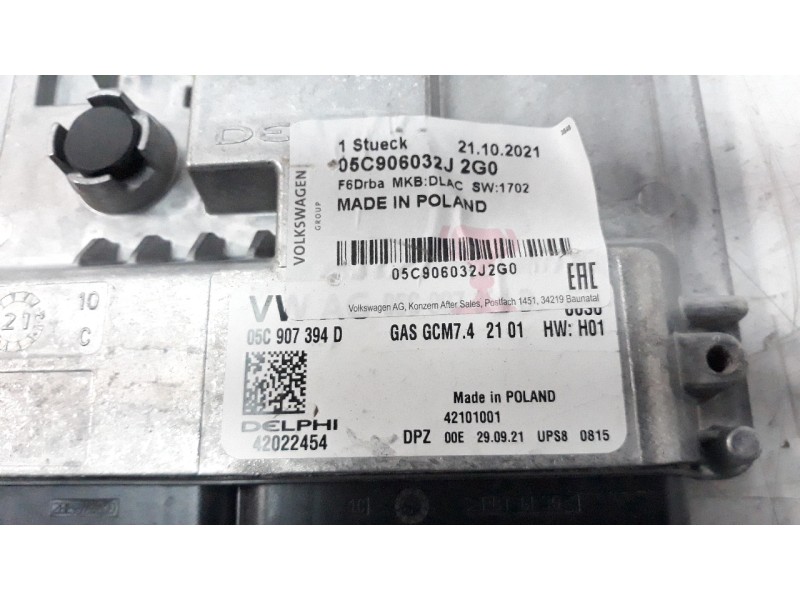 1 Stueck 21.10.2021
05C906032J 2G0
F6Drba MKB:DLAC SW:1702
MADE IN POLAND
VOLKSWAGEN
GROUP
05C906032J2G0
EAC
Volkswagen AG, Konzern After Sales, Postfach 1451, 34219 Baunatal
05C 907 394 D GAS GCM7.4 21 01 HW: H01
Made in POLAND
DELPHI 42101001
42022454 DPZ 00E 29.09.21 UPS8 0815
10
C
21
DE